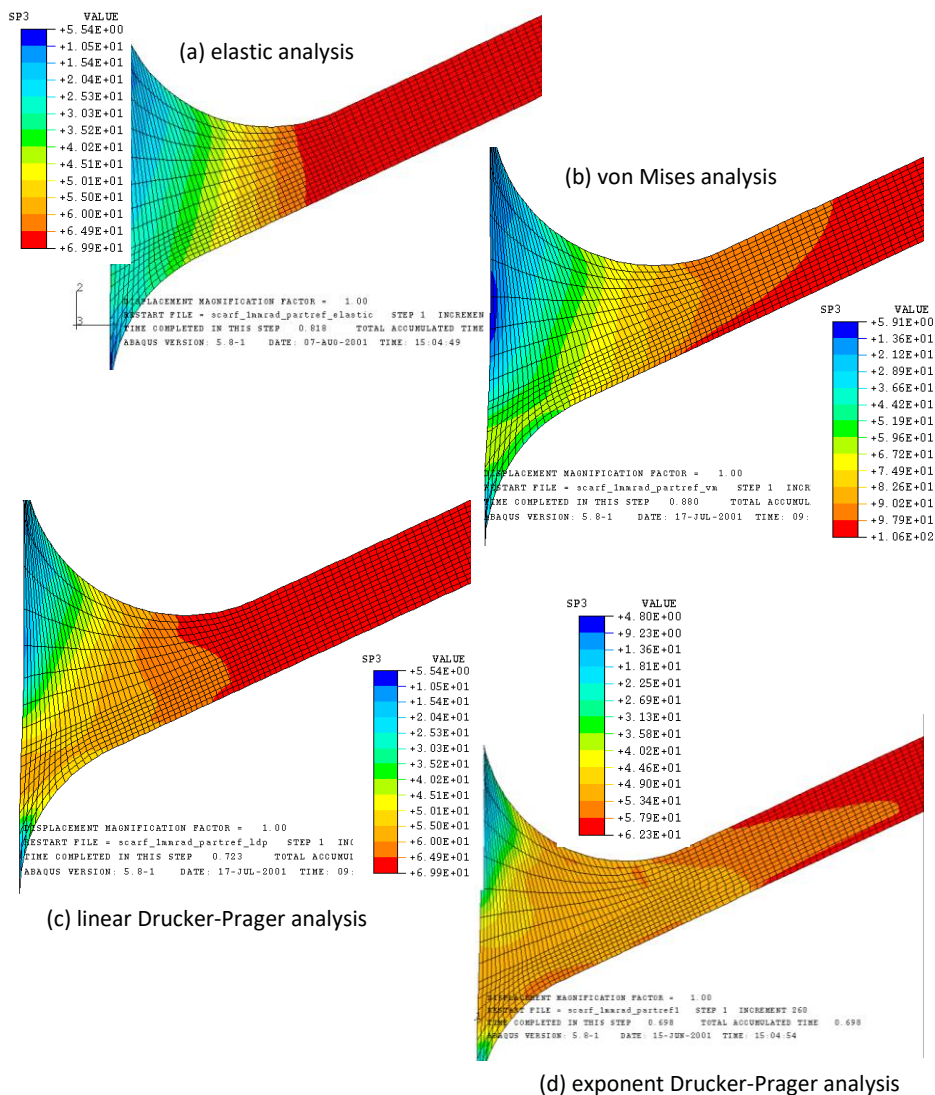 SP3 VALUE
+5.54E+00
+1.05E+01
+1.54E+01
+2.04E+01
+2.53E+01
+3.03E+01
+3.52E+01
+4.02E+01
+4.51E+01
+5.01E+01
+5.50E+01
+6.00E+01
+6.49E+01
+6.99E+01
(a) elastic analysis
2
3
DISPLACEMENT MAGNIFICATION FACTOR = 1.00
RESTART FILE = scarf_1mmrad_partref_elastic STEP 1 INCREMEN
TIME COMPLETED IN THIS STEP 0.818 TOTAL ACCUMULATED TIME
ABAQUS VERSION: 5.8-1 DATE: 07-AUG-2001 TIME: 15:04:49
(b) von Mises analysis
SP3 VALUE
+5.91E+00
+1.36E+01
+2.12E+01
+2.89E+01
+3.66E+01
+4.42E+01
+5.19E+01
+5.96E+01
+6.72E+01
+7.49E+01
+8.26E+01
+9.02E+01
+9.79E+01
+1.06E+02
DISPLACEMENT MAGNIFICATION FACTOR = 1.00
RESTART FILE = scarf_1mmrad_partref_vm STEP 1 INCR
TIME COMPLETED IN THIS STEP 0.880 TOTAL ACCUMUL
ABAQUS VERSION: 5.8-1 DATE: 17-JUL-2001 TIME: 09:
SP3 VALUE
+5.54E+00
+1.05E+01
+1.54E+01
+2.04E+01
+2.53E+01
+3.03E+01
+3.52E+01
+4.02E+01
+4.51E+01
+5.01E+01
+5.50E+01
+6.00E+01
+6.49E+01
+6.99E+01
DISPLACEMENT MAGNIFICATION FACTOR = 1.00
RESTART FILE = scarf_1mmrad_partref_ldp STEP 1 INC
TIME COMPLETED IN THIS STEP 0.723 TOTAL ACCUMUL
ABAQUS VERSION: 5.8-1 DATE: 17-JUL-2001 TIME: 09:
(c) linear Drucker-Prager analysis
SP3 VALUE
+4.80E+00
+9.23E+00
+1.36E+01
+1.81E+01
+2.25E+01
+2.69E+01
+3.13E+01
+3.58E+01
+4.02E+01
+4.46E+01
+4.90E+01
+5.34E+01
+5.79E+01
+6.23E+01
DISPLACEMENT MAGNIFICATION FACTOR = 1.00
RESTART FILE = scarf_1mmrad_partref1 STEP 1 INCREMENT 260
TIME COMPLETED IN THIS STEP 0.698 TOTAL ACCUMULATED TIME 0.698
ABAQUS VERSION: 5.8-1 DATE: 15-JUN-2001 TIME: 15:04:54
(d) exponent Drucker-Prager analysis